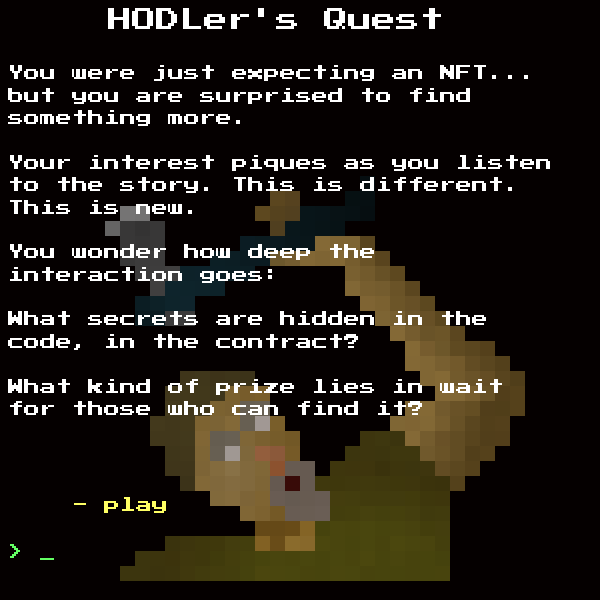 HODLer's Quest
You were just expecting an NFT...
but you are surprised to find
something more.
Your interest piques as you listen
to the story. This is different.
This is new.
You wonder how deep the
interaction goes:
What secrets are hidden in the
code, in the contract?
What kind of prize lies in wait
for those who can find it?
- play
> _